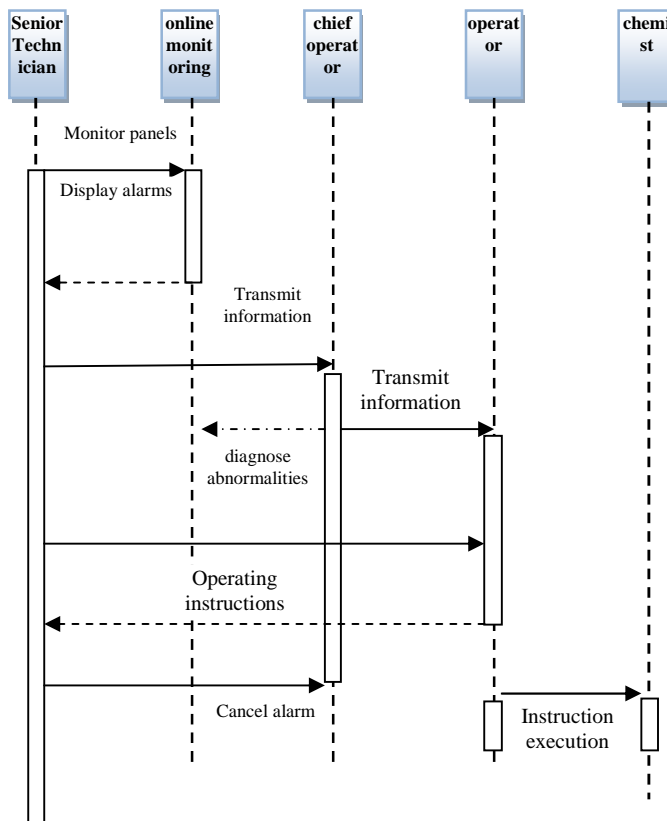 Senior
Techn
ician
online
monit
oring
chief
operat
or
operat
or
chemi
st
Monitor panels
Display alarms
Transmit
information
Transmit
information
diagnose
abnormalities
Operating
instructions
Cancel alarm
Instruction
execution